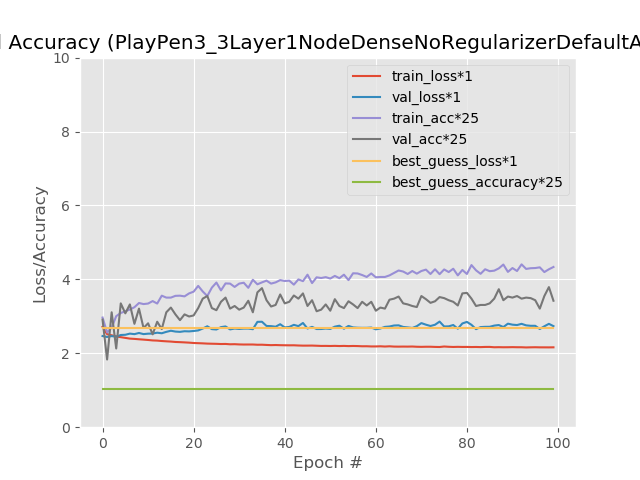 l Accuracy (PlayPen3_3Layer1NodeDenseNoRegularizerDefaultA
10
8
6
4
2
0
Loss/Accuracy
train_loss*1
val_loss*1
train_acc*25
val_acc*25
best_guess_loss*1
best_guess_accuracy*25
0 20 40 60 80 100
Epoch #